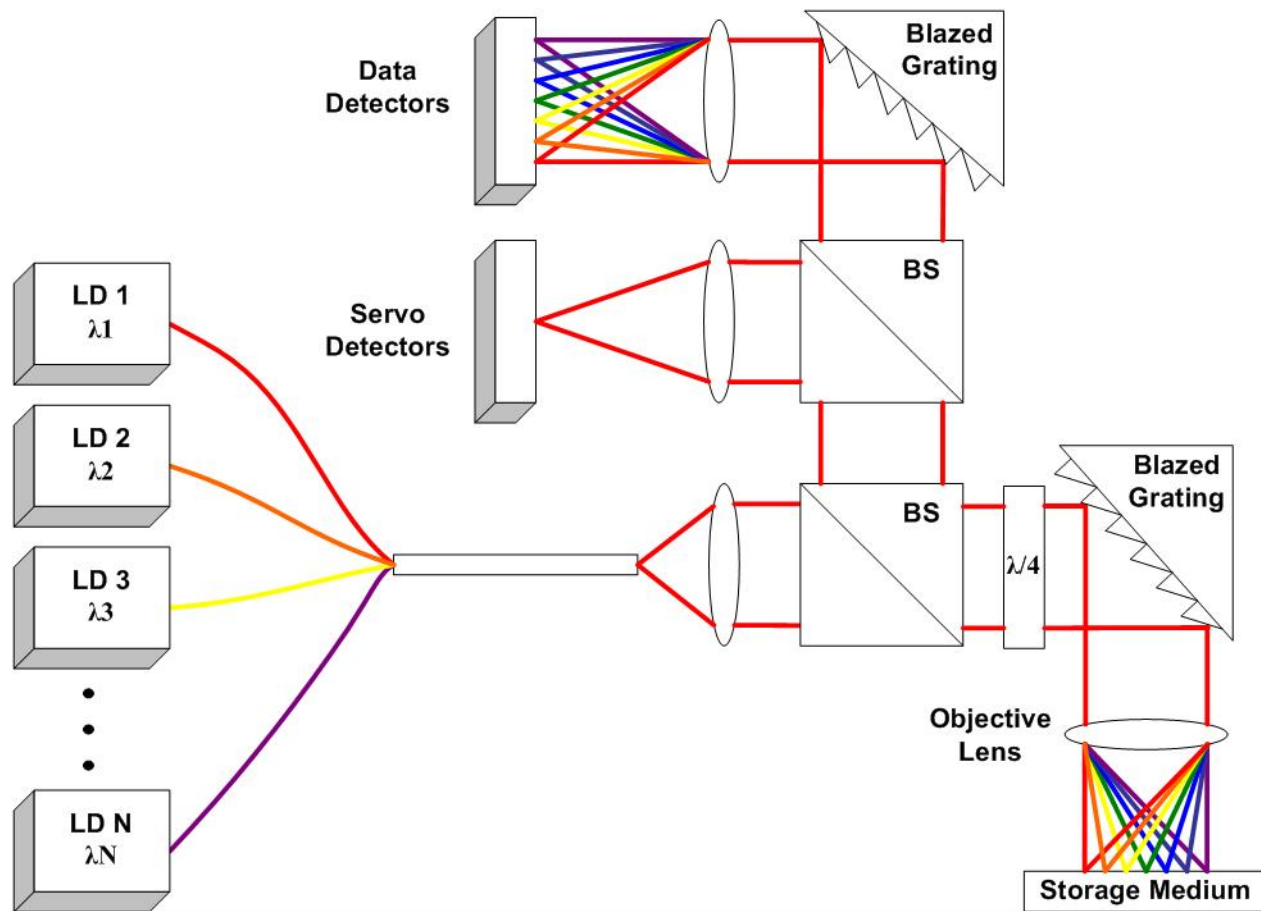 Blazed
Grating
Data
Detectors
BS
LD 1
λ1
Servo
Detectors
LD 2
λ2
Blazed
Grating
BS
LD 3
λ3
λ/4
Objective
Lens
LD N
λN
Storage Medium